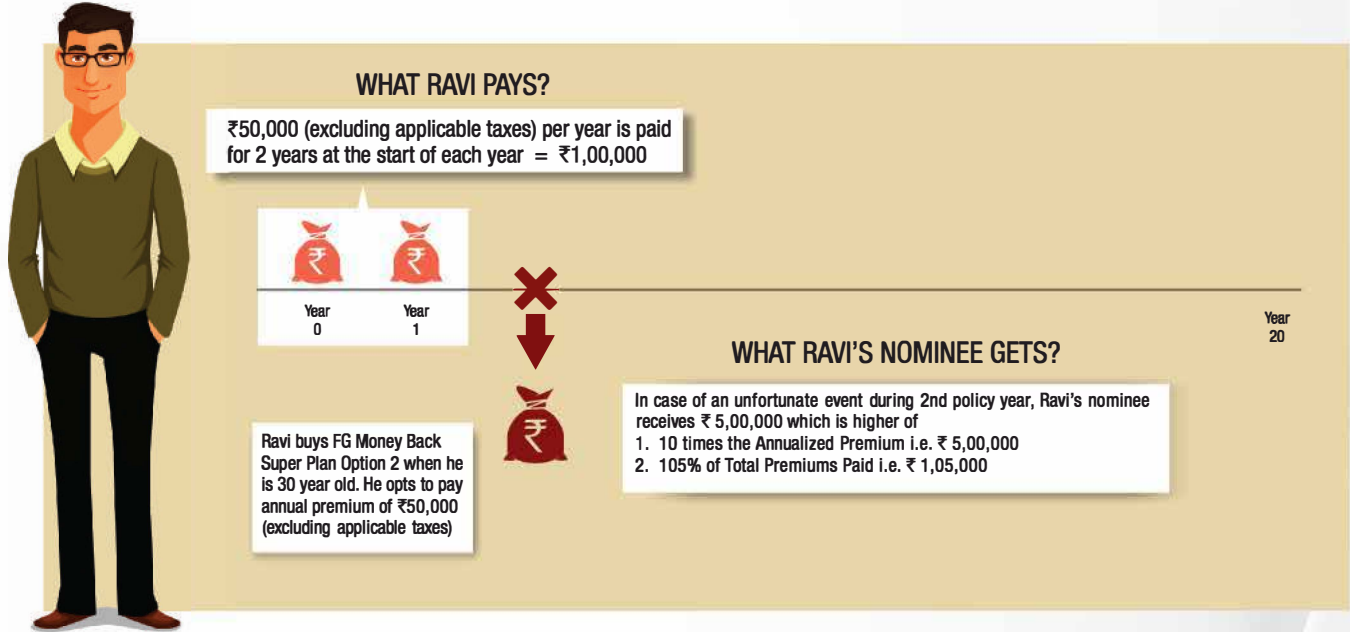 WHAT RAVI PAYS?
₹50,000 (excluding applicable taxes) per year is paid
for 2 years at the start of each year = ₹1,00,000
₹
₹
Year
0
Year
1
Year
20
₹
Ravi buys FG Money Back
Super Plan Option 2 when he
is 30 year old. He opts to pay
annual premium of ₹50,000
(excluding applicable taxes)
WHAT RAVI’S NOMINEE GETS?
In case of an unfortunate event during 2nd policy year, Ravi’s nominee
receives ₹ 5,00,000 which is higher of
1. 10 times the Annualized Premium i.e. ₹ 5,00,000
2. 105% of Total Premiums Paid i.e. ₹ 1,05,000